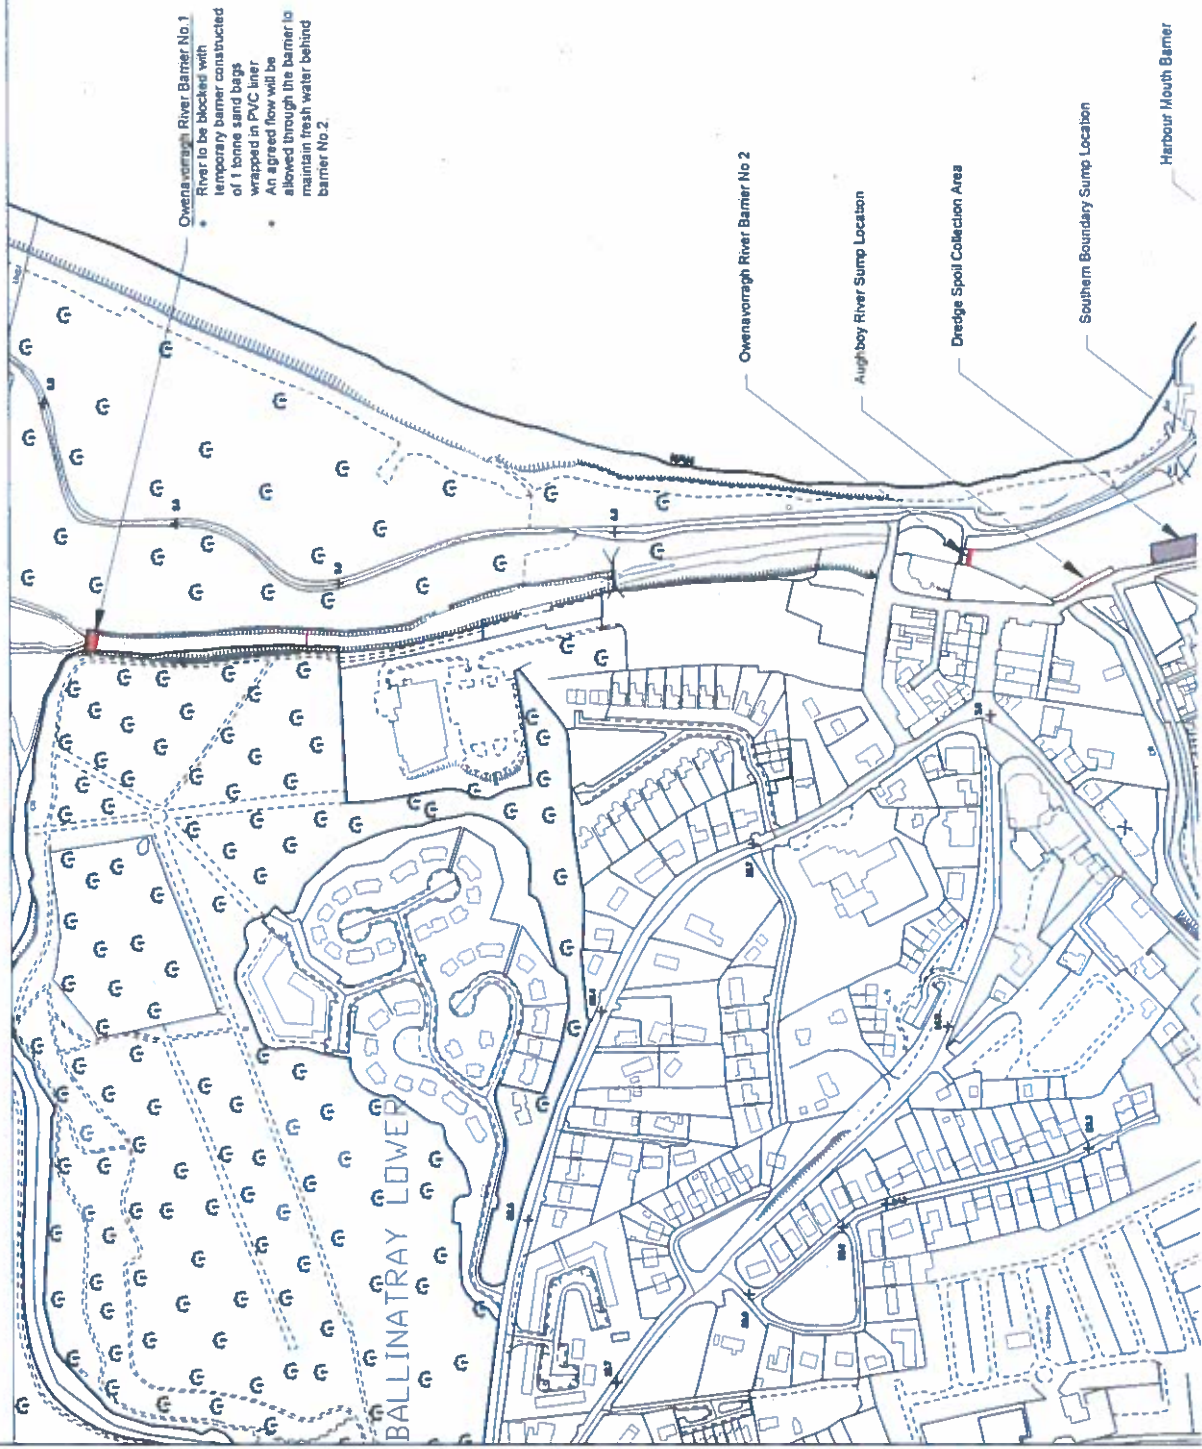 Owenavorragh River Barrier No.1
• River to be blocked with
temporary barrier constructed
of 1 tonne sand bags
wrapped in PVC liner
• An agreed flow will be
allowed through the barrier to
maintain fresh water behind
barrier No.2.
Owenavorragh River Barrier No 2
Aughboy River Sump Location
Dredge Spoil Collection Area
Southern Boundary Sump Location
Harbour Mouth Barrier
BALLINATRAY LOWER